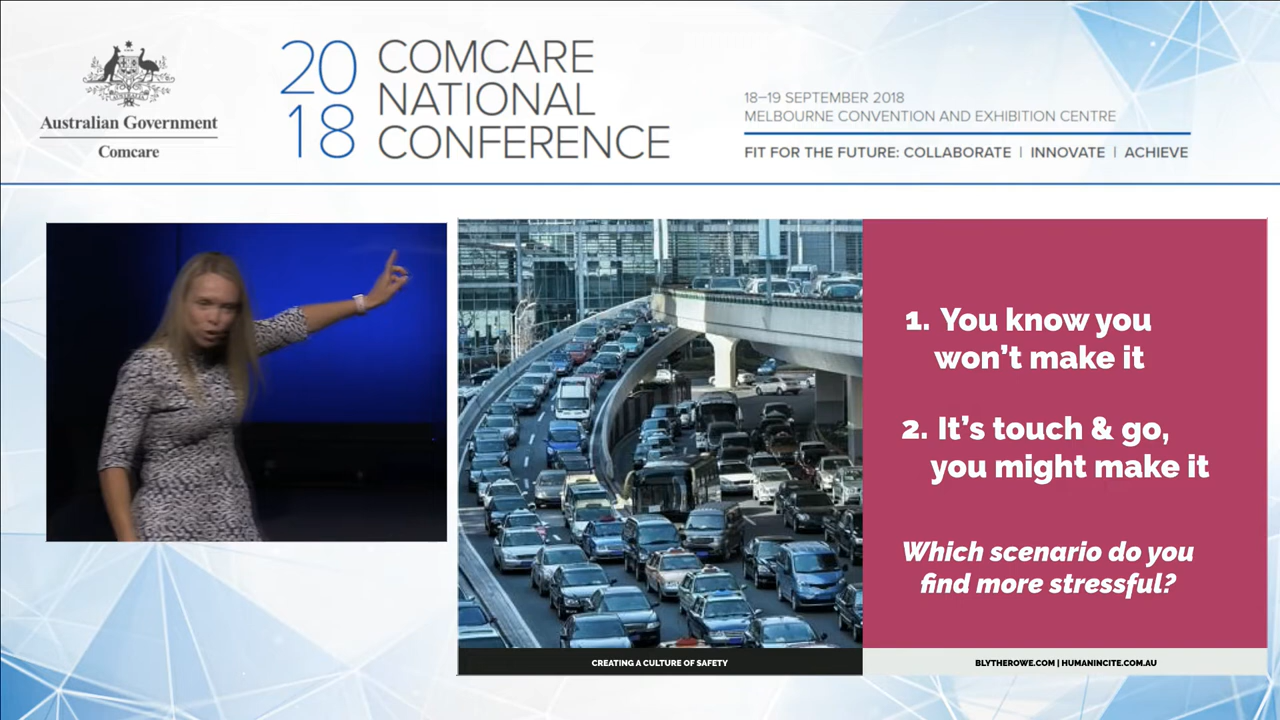 Australian Government
Comcare
20
18
COMCARE
NATIONAL
CONFERENCE
18–19 SEPTEMBER 2018
MELBOURNE CONVENTION AND EXHIBITION CENTRE
FIT FOR THE FUTURE: COLLABORATE | INNOVATE | ACHIEVE
1. You know you
won't make it
2. It's touch & go,
you might make it
Which scenario do you
find more stressful?
CREATING A CULTURE OF SAFETY
BLYTHEROWE.COM | HUMANINCITE.COM.AU